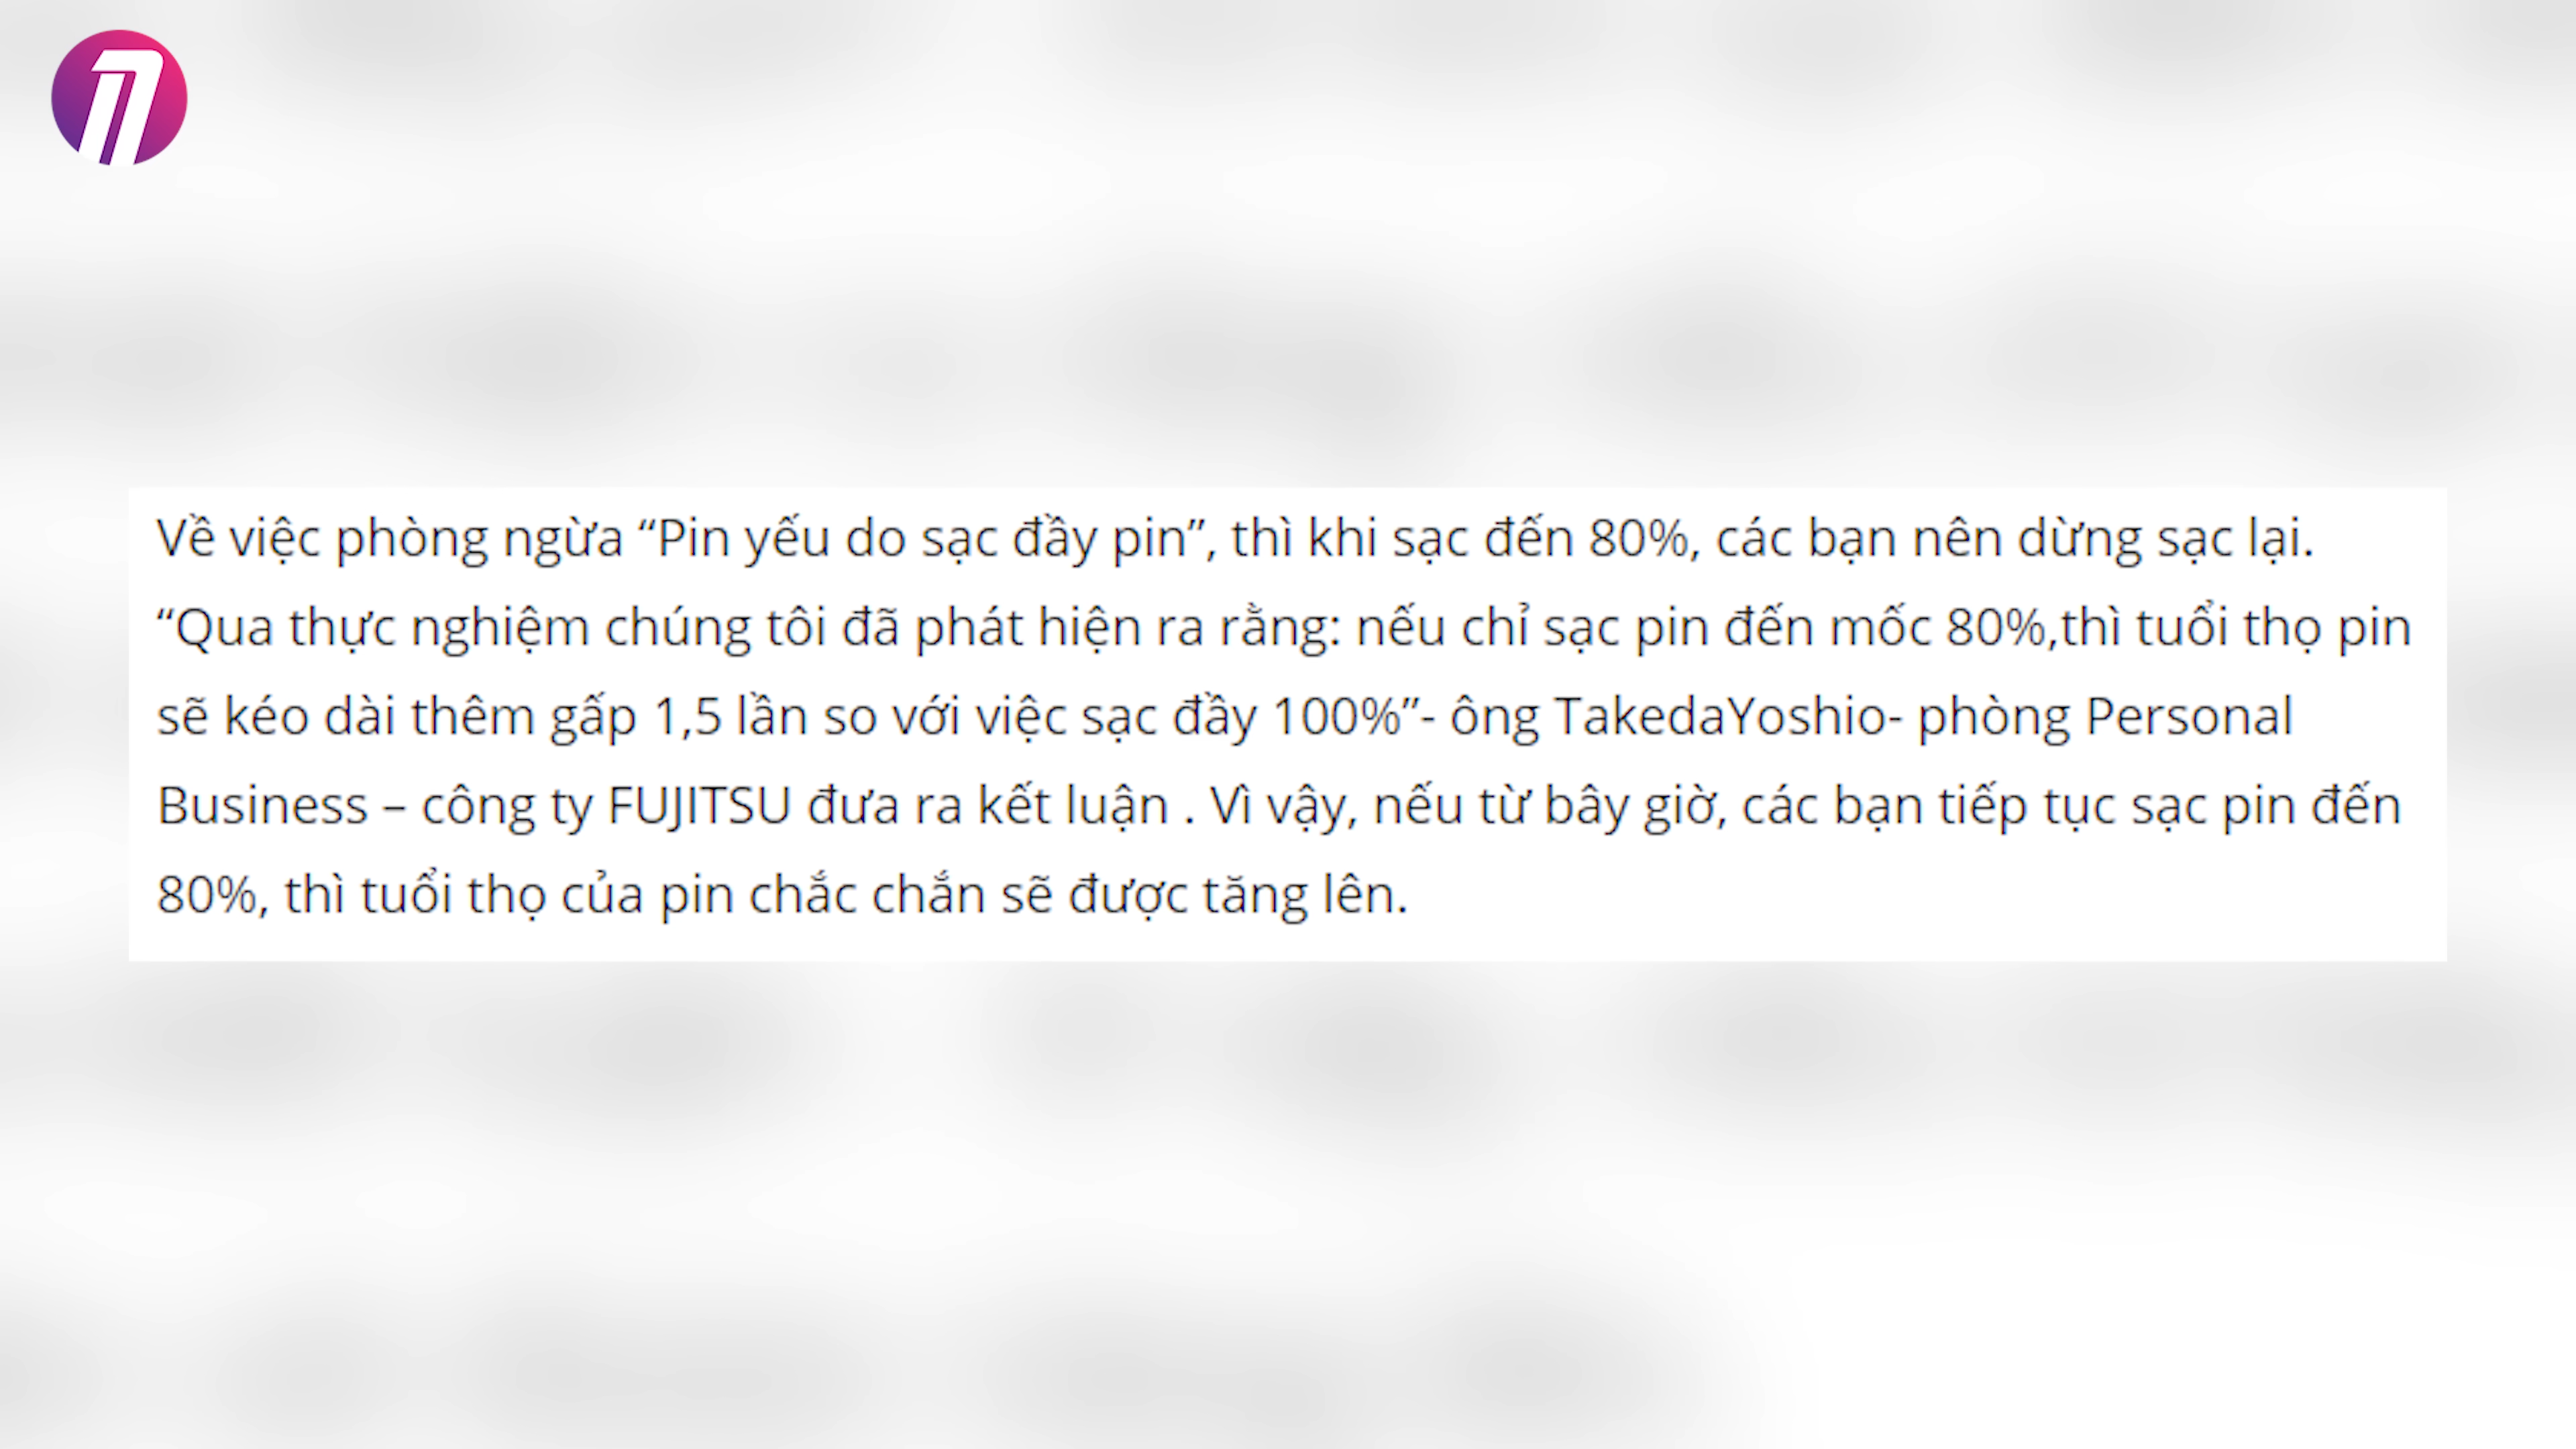 Về việc phòng ngừa “Pin yếu do sạc đầy pin”, thì khi sạc đến 80%, các bạn nên dừng sạc lại.
“Qua thực nghiệm chúng tôi đã phát hiện ra rằng: nếu chỉ sạc pin đến mốc 80%,thì tuổi thọ pin
sẽ kéo dài thêm gấp 1,5 lần so với việc sạc đầy 100%”- ông TakedaYoshio- phòng Personal
Business – công ty FUJITSU đưa ra kết luận . Vì vậy, nếu từ bây giờ, các bạn tiếp tục sạc pin đến
80%, thì tuổi thọ của pin chắc chắn sẽ được tăng lên.